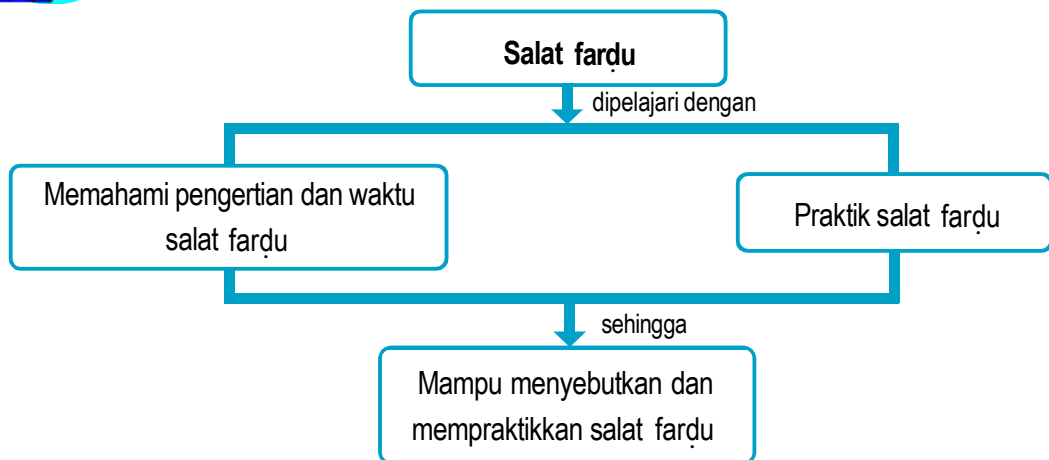 Salat farḍu
dipelajari dengan
Memahami pengertian dan waktu
salat farḍu
Praktik salat farḍu
sehingga
Mampu menyebutkan dan
mempraktikkan salat farḍu